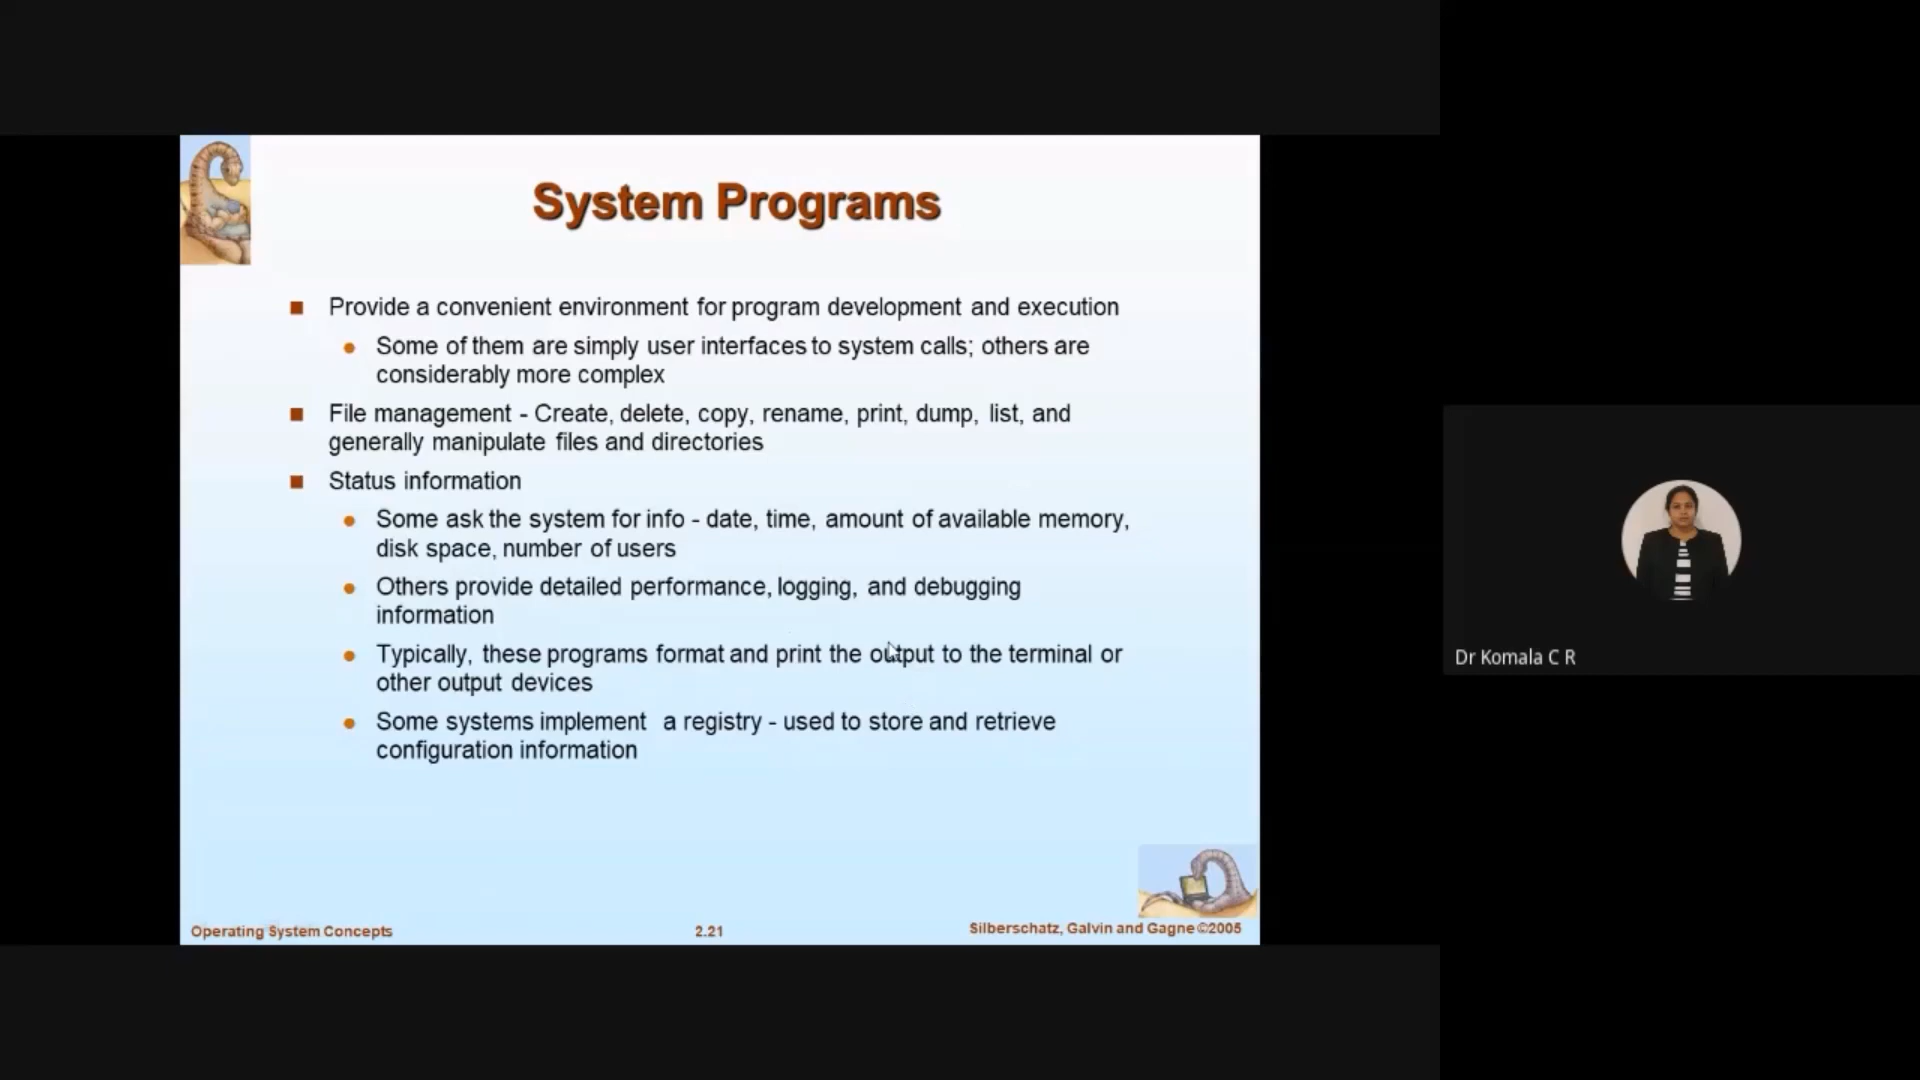 System Programs
Provide a convenient environment for program development and execution
Some of them are simply user interfaces to system calls; others are
considerably more complex
File management - Create, delete, copy, rename, print, dump, list, and
generally manipulate files and directories
Status information
Some ask the system for info - date, time, amount of available memory,
disk space, number of users
Others provide detailed performance, logging, and debugging
information
Typically, these programs format and print the output to the terminal or
other output devices
Some systems implement a registry - used to store and retrieve
configuration information
Operating System Concepts
2.21
Silberschatz, Galvin and Gagne ©2005
Dr Komala C R